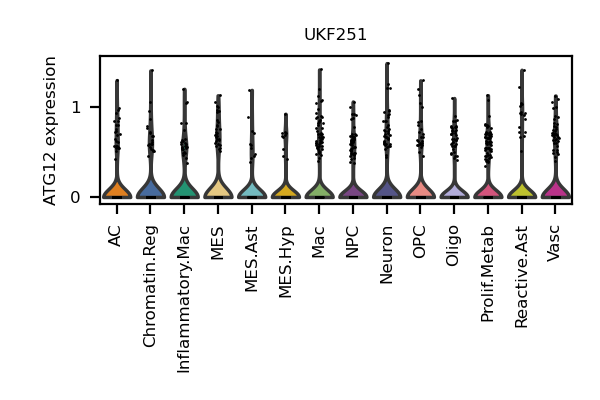 UKF251
ATG12 expression
1
0
AC
Chromatin.Reg
Inflammatory.Mac
MES
MES.Ast
MES.Hyp
Mac
NPC
Neuron
OPC
Oligo
Prolif.Metab
Reactive.Ast
Vasc